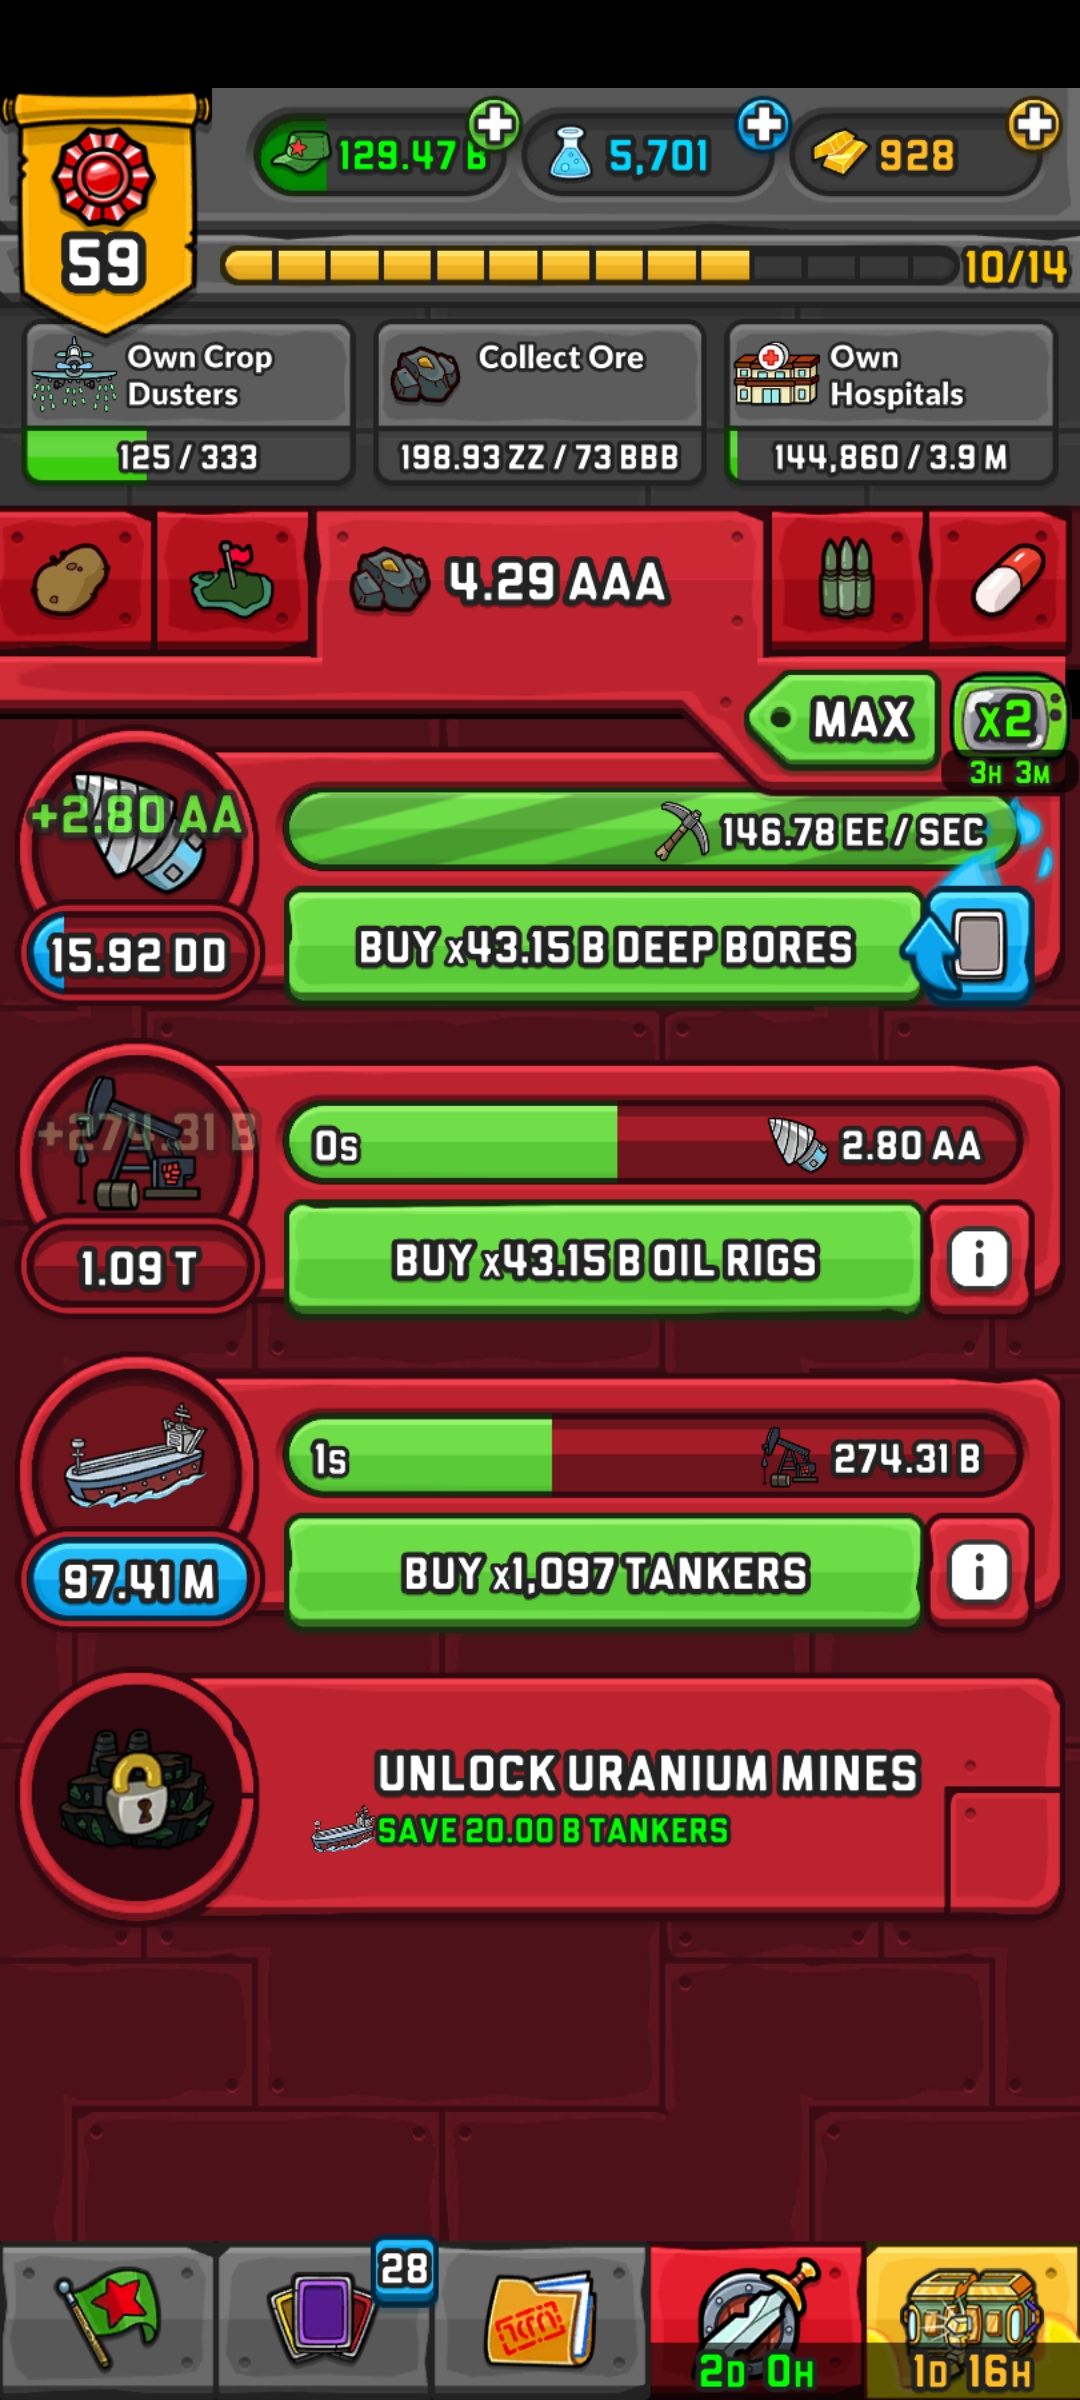 129.47 B
5,701
928
59
10/14
Own Crop
Dusters
125 / 333
Collect Ore
198.93 ZZ / 73 BBB
Own
Hospitals
144,860 / 3.9 M
4.29 AAA
MAX
x2
3H 3M
+2.80 AA
146.78 EE / SEC
15.92 DD
BUY x43.15 B DEEP BORES
+274.31 B
0s
2.80 AA
1.09 T
BUY x43.15 B OIL RIGS
i
1s
274.31 B
97.41 M
BUY x1,097 TANKERS
i
UNLOCK URANIUM MINES
SAVE 20.00 B TANKERS
28
2D 0H
1D 16H